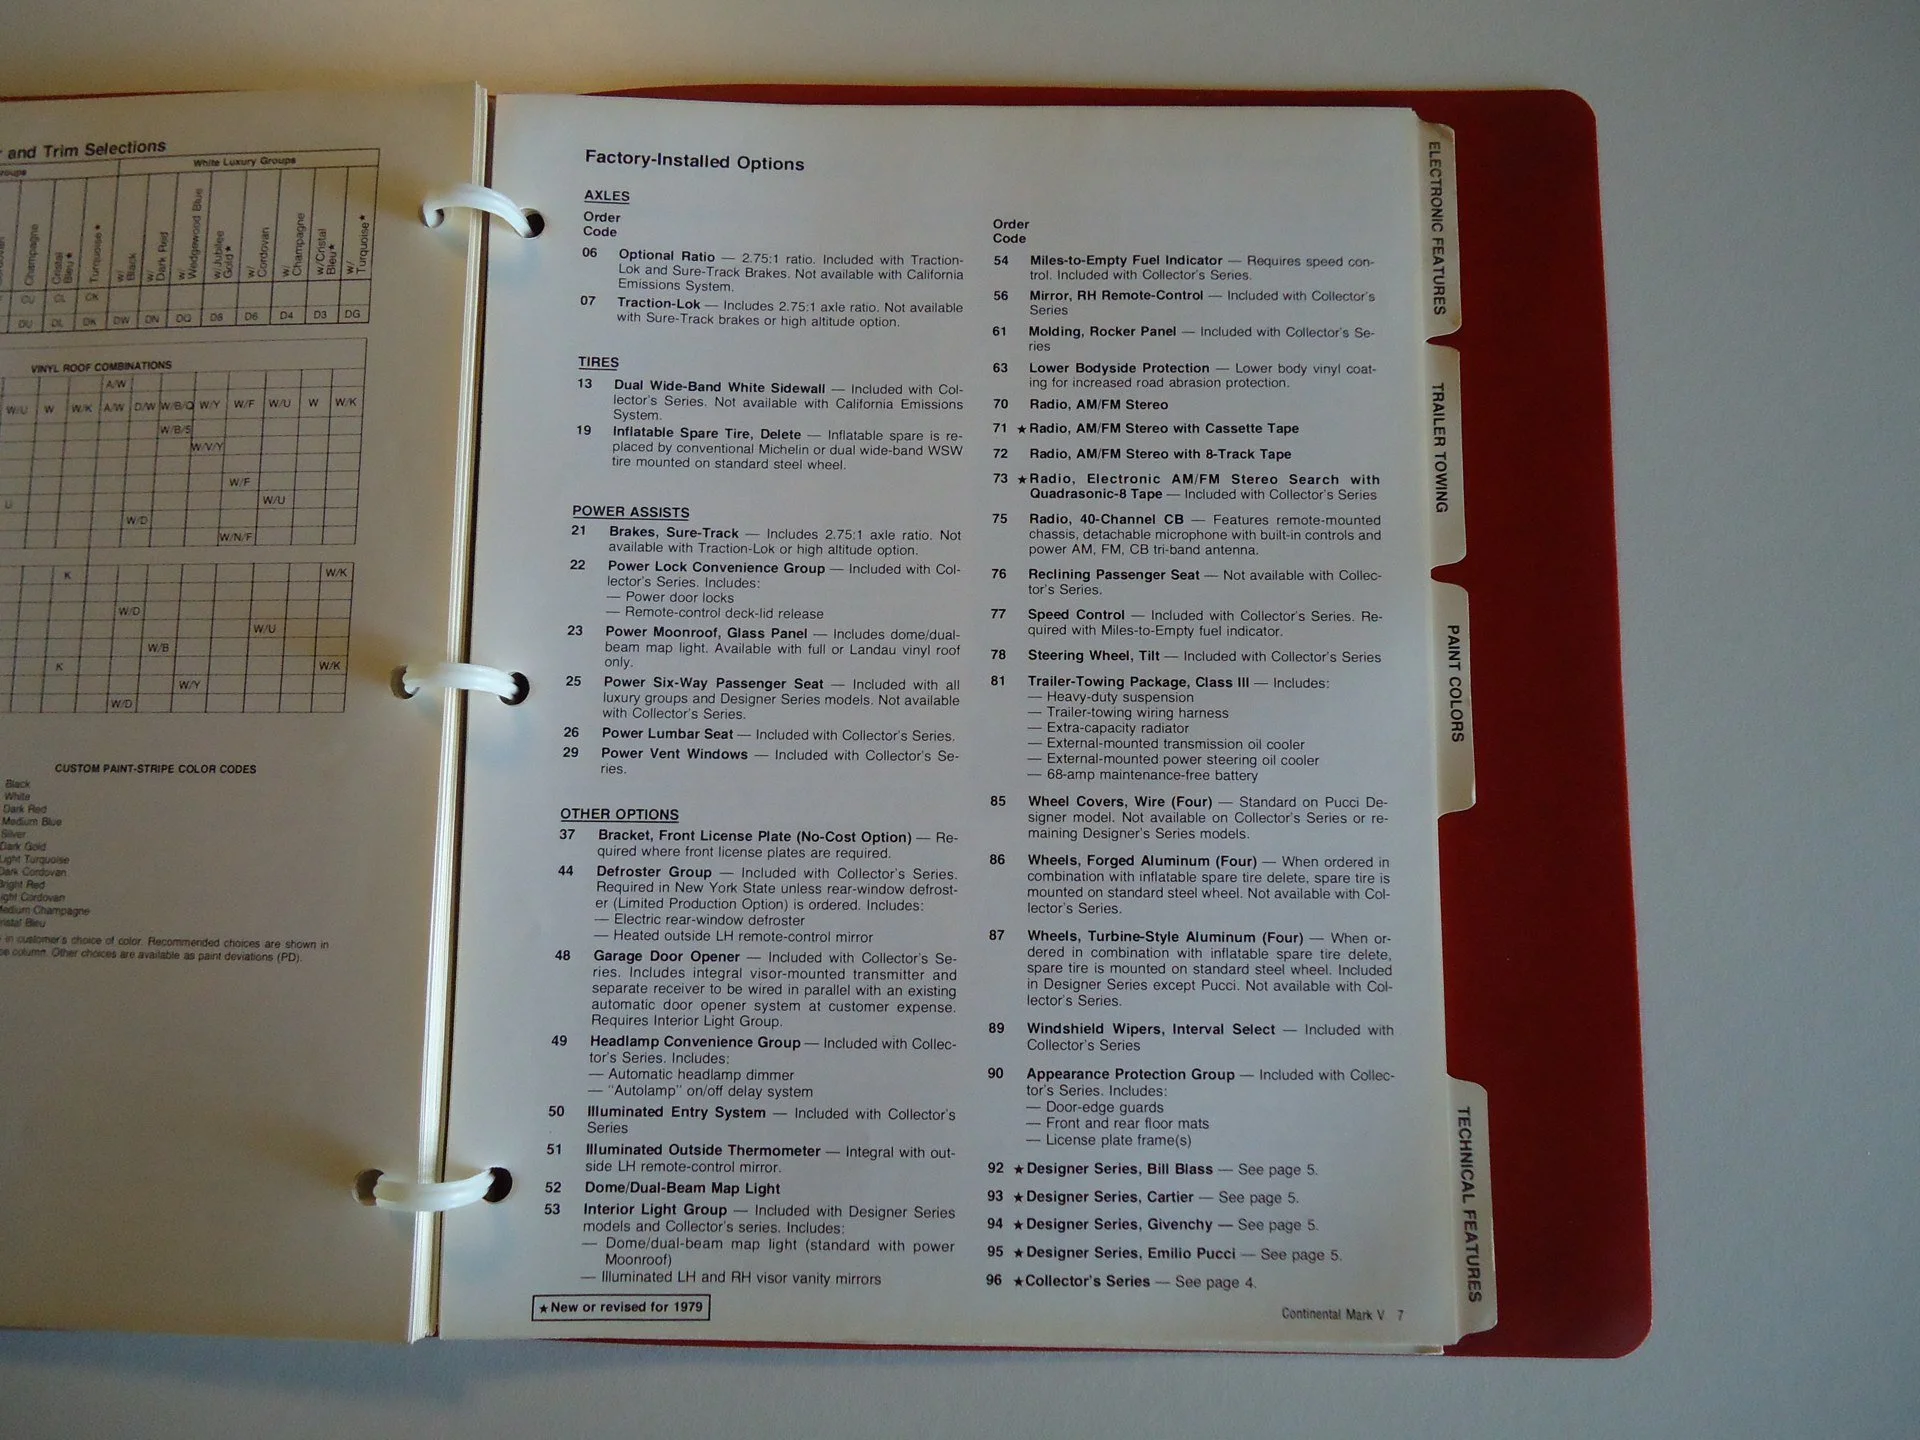 and Trim Selections
White Luxury Groups
Champagne
Cristal Bleu★
Turquoise★
w/ Black
w/ Dark Red
w/ Wedgewood Blue
w/Jubilee Gold★
w/ Cordovan
w/ Champagne
w/Cristal Bleu★
w/ Turquoise★
CU CL CK
DU DL DK DW DN DQ D8 D6 D4 D3 DG
VINYL ROOF COMBINATIONS
A/W
W/U W W/K A/W D/W W/B/Q W/Y W/F W/U W W/K
W/B/S
W/V/Y
W/F
U W/U
W/D
W/N/F
K W/K
W/D
W/U
W/B
K W/K
W/Y
W/D
CUSTOM PAINT-STRIPE COLOR CODES
Black
White
Dark Red
Medium Blue
Silver
Dark Gold
Light Turquoise
Dark Cordovan
Bright Red
Light Cordovan
Medium Champagne
Cristal Bleu
in customer's choice of color. Recommended choices are shown in
column. Other choices are available as paint deviations (PD).
Factory-Installed Options
AXLES
Order
Code
06 Optional Ratio — 2.75:1 ratio. Included with Traction-
Lok and Sure-Track Brakes. Not available with California
Emissions System.
07 Traction-Lok — Includes 2.75:1 axle ratio. Not available
with Sure-Track brakes or high altitude option.
TIRES
13 Dual Wide-Band White Sidewall — Included with Col-
lector's Series. Not available with California Emissions
System.
19 Inflatable Spare Tire, Delete — Inflatable spare is re-
placed by conventional Michelin or dual wide-band WSW
tire mounted on standard steel wheel.
POWER ASSISTS
21 Brakes, Sure-Track — Includes 2.75:1 axle ratio. Not
available with Traction-Lok or high altitude option.
22 Power Lock Convenience Group — Included with Col-
lector's Series. Includes:
— Power door locks
— Remote-control deck-lid release
23 Power Moonroof, Glass Panel — Includes dome/dual-
beam map light. Available with full or Landau vinyl roof
only.
25 Power Six-Way Passenger Seat — Included with all
luxury groups and Designer Series models. Not available
with Collector's Series.
26 Power Lumbar Seat — Included with Collector's Series.
29 Power Vent Windows — Included with Collector's Se-
ries.
OTHER OPTIONS
37 Bracket, Front License Plate (No-Cost Option) — Re-
quired where front license plates are required.
44 Defroster Group — Included with Collector's Series.
Required in New York State unless rear-window defrost-
er (Limited Production Option) is ordered. Includes:
— Electric rear-window defroster
— Heated outside LH remote-control mirror
48 Garage Door Opener — Included with Collector's Se-
ries. Includes integral visor-mounted transmitter and
separate receiver to be wired in parallel with an existing
automatic door opener system at customer expense.
Requires Interior Light Group.
49 Headlamp Convenience Group — Included with Collec-
tor's Series. Includes:
— Automatic headlamp dimmer
— "Autolamp" on/off delay system
50 Illuminated Entry System — Included with Collector's
Series
51 Illuminated Outside Thermometer — Integral with out-
side LH remote-control mirror.
52 Dome/Dual-Beam Map Light
53 Interior Light Group — Included with Designer Series
models and Collector's series. Includes:
— Dome/dual-beam map light (standard with power
Moonroof)
— Illuminated LH and RH visor vanity mirrors
★New or revised for 1979
Order
Code
54 Miles-to-Empty Fuel Indicator — Requires speed con-
trol. Included with Collector's Series.
56 Mirror, RH Remote-Control — Included with Collector's
Series
61 Molding, Rocker Panel — Included with Collector's Se-
ries
63 Lower Bodyside Protection — Lower body vinyl coat-
ing for increased road abrasion protection.
70 Radio, AM/FM Stereo
71 ★Radio, AM/FM Stereo with Cassette Tape
72 Radio, AM/FM Stereo with 8-Track Tape
73 ★Radio, Electronic AM/FM Stereo Search with
Quadrasonic-8 Tape — Included with Collector's Series
75 Radio, 40-Channel CB — Features remote-mounted
chassis, detachable microphone with built-in controls and
power AM, FM, CB tri-band antenna.
76 Reclining Passenger Seat — Not available with Collec-
tor's Series.
77 Speed Control — Included with Collector's Series. Re-
quired with Miles-to-Empty fuel indicator.
78 Steering Wheel, Tilt — Included with Collector's Series
81 Trailer-Towing Package, Class III — Includes:
— Heavy-duty suspension
— Trailer-towing wiring harness
— Extra-capacity radiator
— External-mounted transmission oil cooler
— External-mounted power steering oil cooler
— 68-amp maintenance-free battery
85 Wheel Covers, Wire (Four) — Standard on Pucci De-
signer model. Not available on Collector's Series or re-
maining Designer's Series models.
86 Wheels, Forged Aluminum (Four) — When ordered in
combination with inflatable spare tire delete, spare tire is
mounted on standard steel wheel. Not available with Col-
lector's Series.
87 Wheels, Turbine-Style Aluminum (Four) — When or-
dered in combination with inflatable spare tire delete,
spare tire is mounted on standard steel wheel. Included
in Designer Series except Pucci. Not available with Col-
lector's Series.
89 Windshield Wipers, Interval Select — Included with
Collector's Series
90 Appearance Protection Group — Included with Collec-
tor's Series. Includes:
— Door-edge guards
— Front and rear floor mats
— License plate frame(s)
92 ★Designer Series, Bill Blass — See page 5.
93 ★Designer Series, Cartier — See page 5.
94 ★Designer Series, Givenchy — See page 5.
95 ★Designer Series, Emilio Pucci — See page 5.
96 ★Collector's Series — See page 4.
Continental Mark V 7
ELECTRONIC FEATURES
TRAILER TOWING
PAINT COLORS
TECHNICAL FEATURES